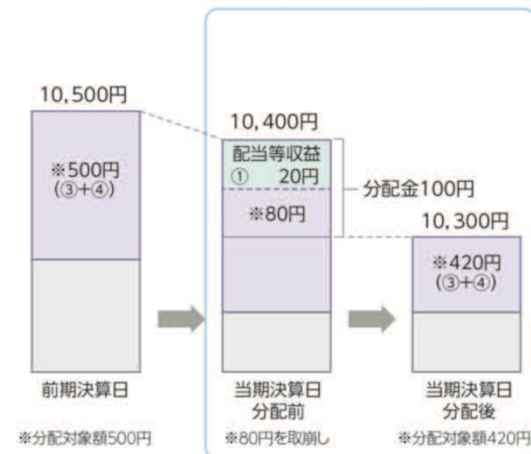 10,500円
※500円
(③+④)
前期決算日
※分配対象額500円
10,400円
配当等収益
① 20円
※80円
分配金100円
当期決算日
分配前
※80円を取崩し
10,300円
※420円
(③+④)
当期決算日
分配後
※分配対象額420円